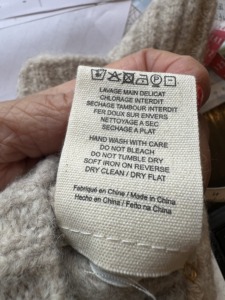 LAVAGE MAIN DELICAT
CHLORAGE INTERDIT
SECHAGE TAMBOUR INTERDIT
FER DOUX SUR ENVERS
NETTOYAGE A SEC
SECHAGE A PLAT
HAND WASH WITH CARE
DO NOT BLEACH
DO NOT TUMBLE DRY
SOFT IRON ON REVERSE
DRY CLEAN / DRY FLAT
Fabriqué en Chine / Made in China
Hecho en China / Feito na China